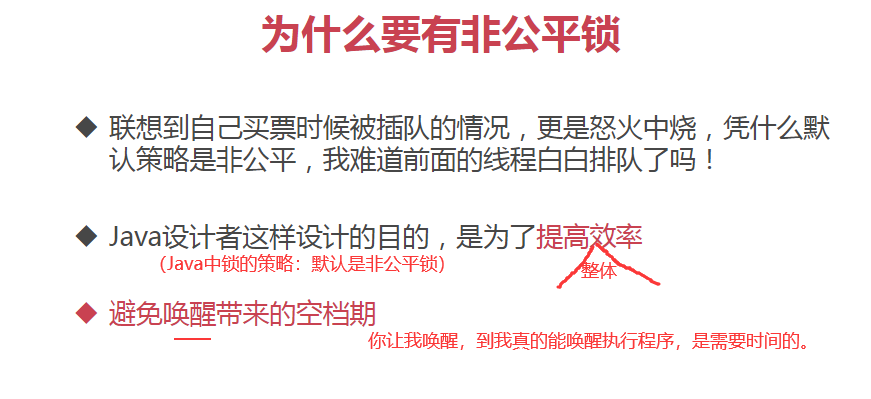 为什么要有非公平锁
联想到自己买票时候被插队的情况，更是怒火中烧，凭什么默
认策略是非公平，我难道前面的线程白白排队了吗！
Java设计者这样设计的目的，是为了提高效率
（Java中锁的策略：默认是非公平锁）
整体
避免唤醒带来的空档期
你让我唤醒，到我真的能唤醒执行程序，是需要时间的。